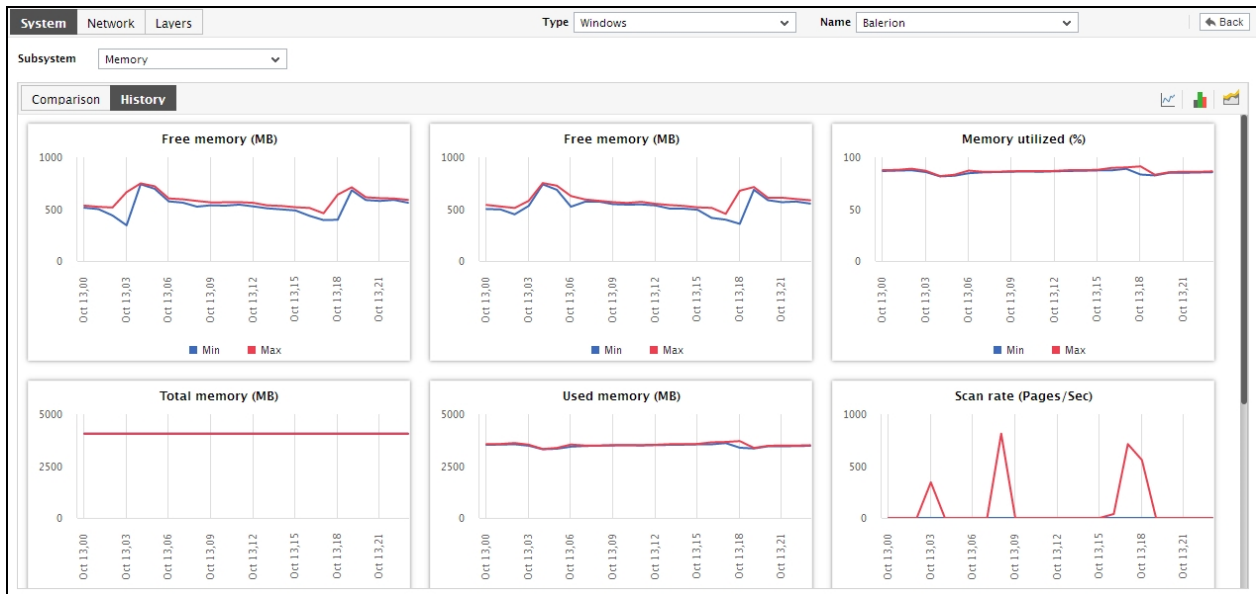 System Network Layers Type Windows Name Balerion Back
Subsystem Memory
Comparison History
Free memory (MB)
1000
500
0
Oct 13,00
Oct 13,03
Oct 13,06
Oct 13,09
Oct 13,12
Oct 13,15
Oct 13,18
Oct 13,21
Min Max
Free memory (MB)
1000
500
0
Oct 13,00
Oct 13,03
Oct 13,06
Oct 13,09
Oct 13,12
Oct 13,15
Oct 13,18
Oct 13,21
Min Max
Memory utilized (%)
100
50
0
Oct 13,00
Oct 13,03
Oct 13,06
Oct 13,09
Oct 13,12
Oct 13,15
Oct 13,18
Oct 13,21
Min Max
Total memory (MB)
5000
2500
0
Oct 13,00
Oct 13,03
Oct 13,06
Oct 13,09
Oct 13,12
Oct 13,15
Oct 13,18
Oct 13,21
Used memory (MB)
5000
2500
0
Oct 13,00
Oct 13,03
Oct 13,06
Oct 13,09
Oct 13,12
Oct 13,15
Oct 13,18
Oct 13,21
Scan rate (Pages/Sec)
1000
500
0
Oct 13,00
Oct 13,03
Oct 13,06
Oct 13,09
Oct 13,12
Oct 13,15
Oct 13,18
Oct 13,21